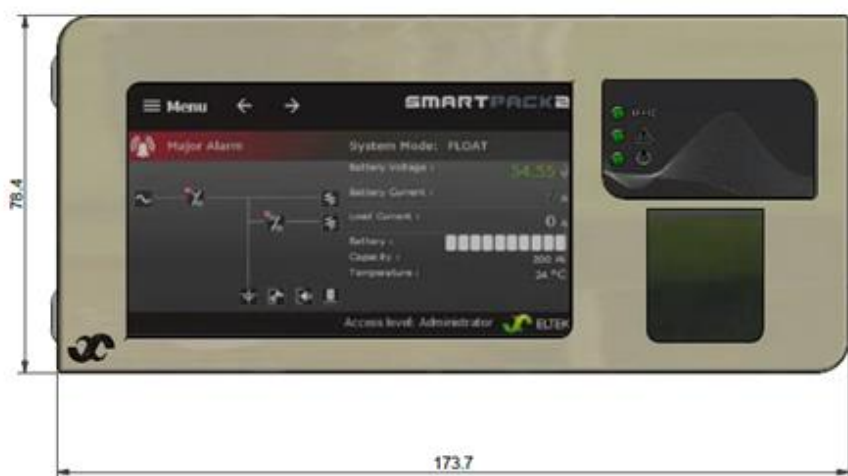 Menu ← →
SMARTPACK2
Major Alarm
System Mode: FLOAT
Battery Voltage : 54.55 V
Battery Current : A
Load Current : 0 A
Battery :
Capacity : 300 Ah
Temperature : 24 °C
Access level: Administrator
ELTEK
78.4
173.7